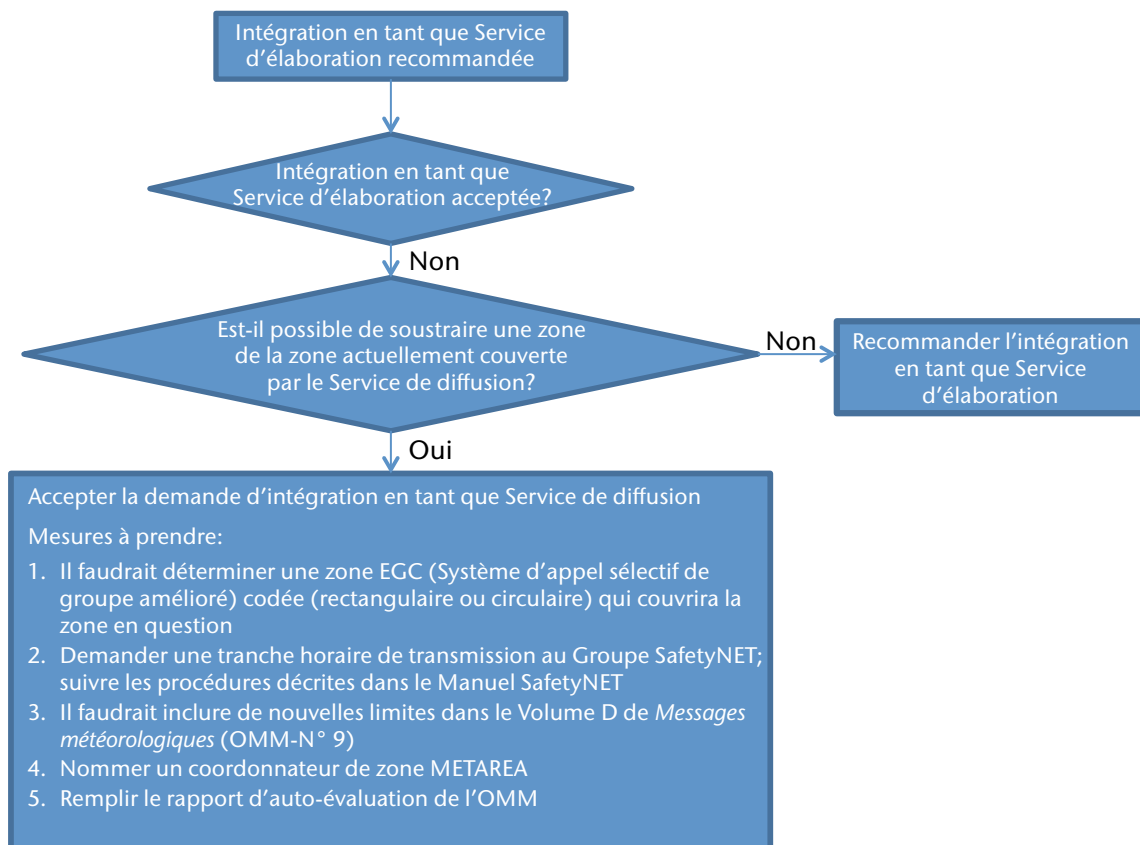 Intégration en tant que Service
d'élaboration recommandée
Intégration en tant que
Service d'élaboration acceptée?
Non
Est-il possible de soustraire une zone
de la zone actuellement couverte
par le Service de diffusion?
Non
Recommander l'intégration
en tant que Service
d'élaboration
Oui
Accepter la demande d'intégration en tant que Service de diffusion
Mesures à prendre:
1. Il faudrait déterminer une zone EGC (Système d'appel sélectif de
groupe amélioré) codée (rectangulaire ou circulaire) qui couvrira la
zone en question
2. Demander une tranche horaire de transmission au Groupe SafetyNET;
suivre les procédures décrites dans le Manuel SafetyNET
3. Il faudrait inclure de nouvelles limites dans le Volume D de Messages
météorologiques (OMM-N° 9)
4. Nommer un coordonnateur de zone METAREA
5. Remplir le rapport d'auto-évaluation de l'OMM